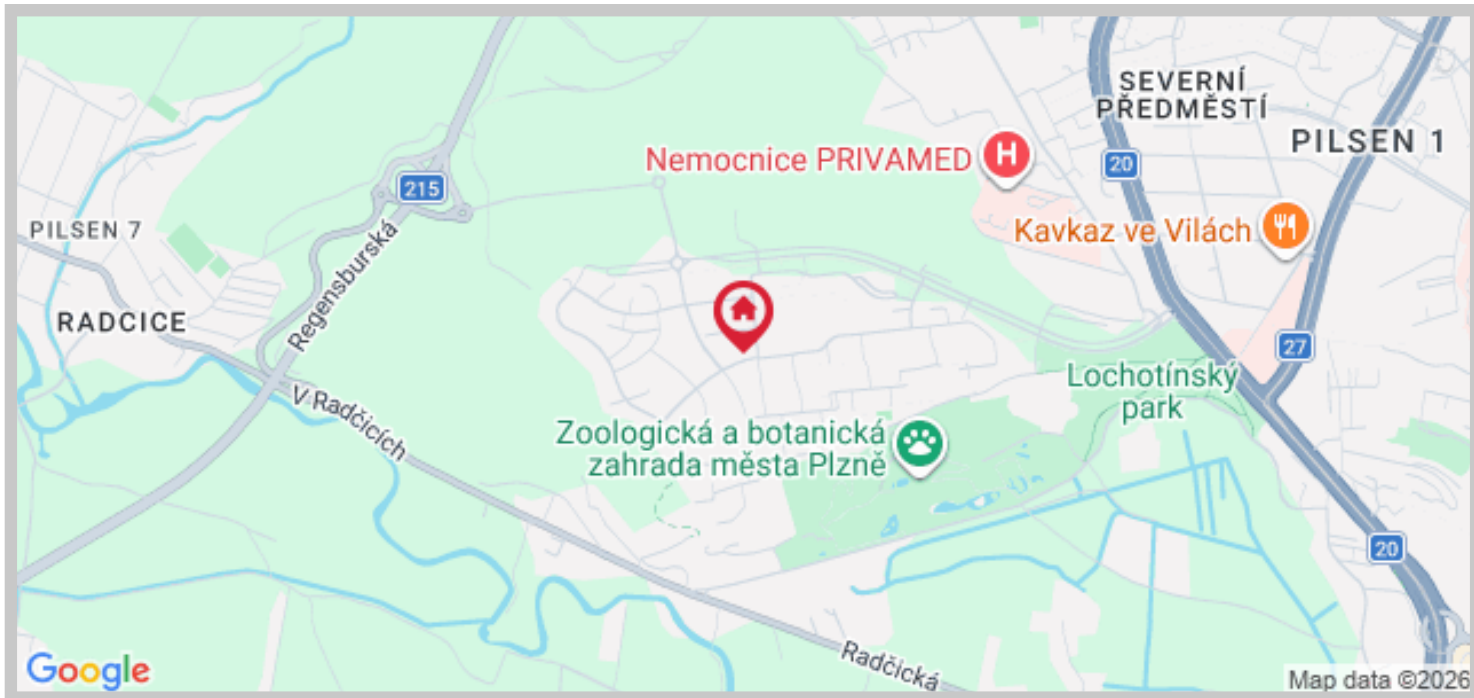 SEVERNÍ
PŘEDMĚSTÍ
PILSEN 1
Nemocnice PRIVAMED
H
20
215
PILSEN 7
Kavkaz ve Vilách
Regensburská
RADCICE
27
Lochotínský
park
V Radčicích
Zoologická a botanická
zahrada města Plzně
20
Radčická
Google
Map data ©2026